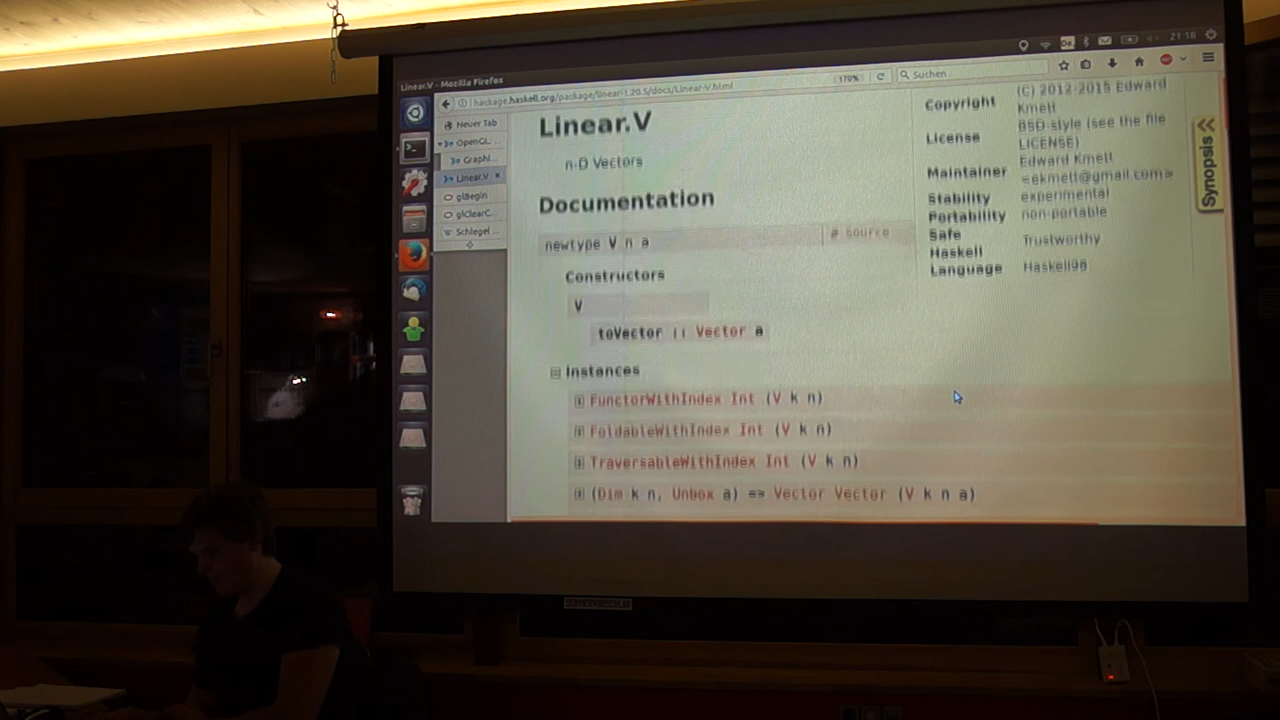 Linear.V - Mozilla Firefox
De
21:18
hackage.haskell.org/package/linear-1.20.5/docs/Linear-V.html
170%
Suchen
Neuer Tab
OpenGL:
Graphi...
Linear.V
glBegin
glClearC...
Schlegel ...
Linear.V
n-D Vectors
Copyright
(C) 2012-2015 Edward
Kmett
License
BSD-style (see the file
LICENSE)
Maintainer
Edward Kmett
<ekmett@gmail.com>
Stability
experimental
Portability
non-portable
Safe
Haskell
Trustworthy
Language
Haskell98
Synopsis
Documentation
newtype V n a
# Source
Constructors
V
toVector :: Vector a
Instances
FunctorWithIndex Int (V k n)
FoldableWithIndex Int (V k n)
TraversableWithIndex Int (V k n)
(Dim k n, Unbox a) => Vector Vector (V k n a)